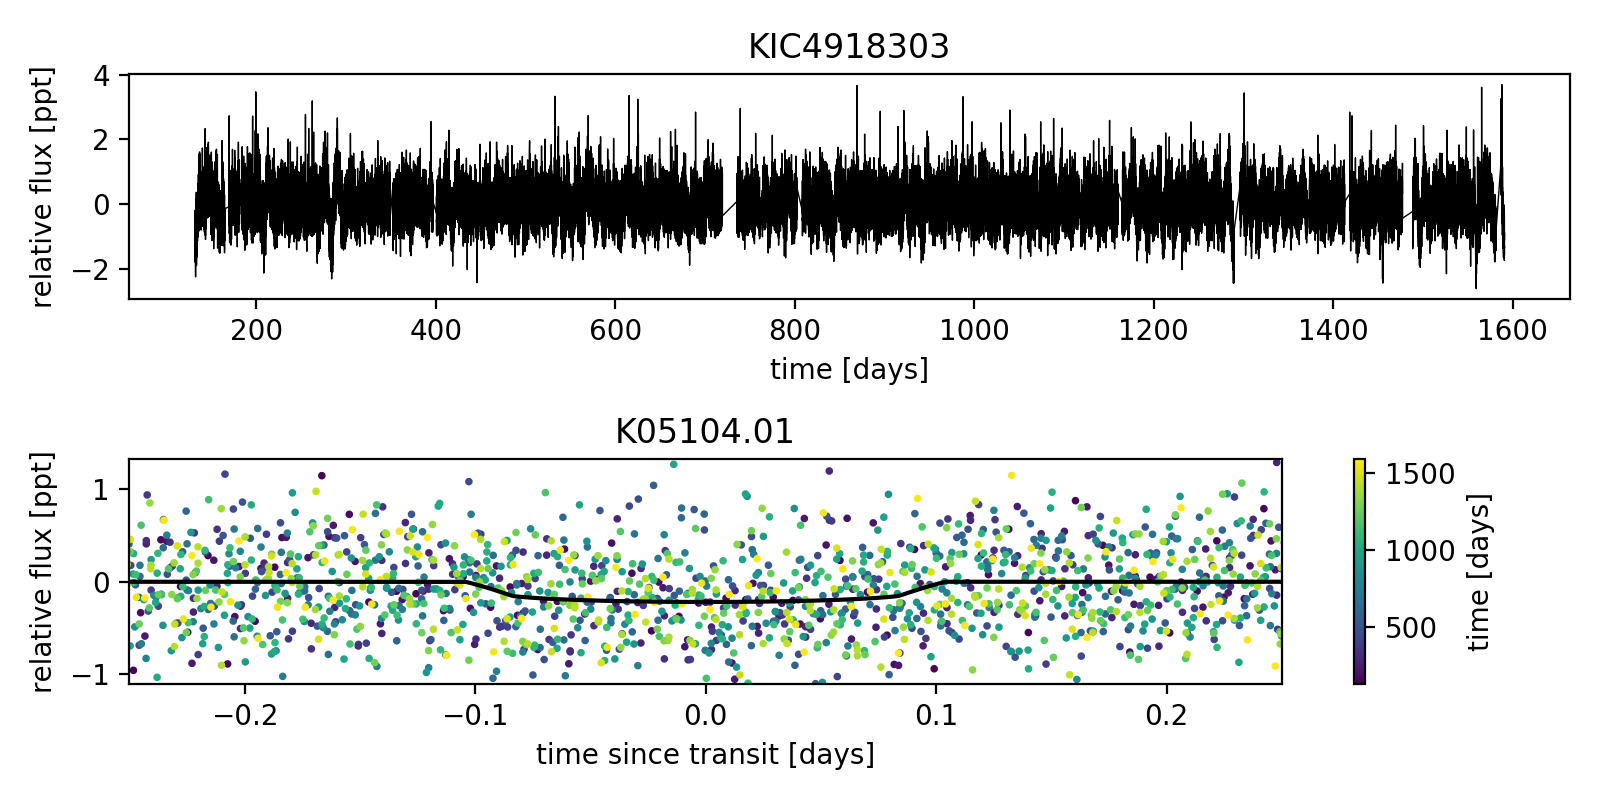 KIC4918303
relative flux [ppt]
4
2
0
−2
200 400 600 800 1000 1200 1400 1600
time [days]
K05104.01
relative flux [ppt]
1
0
−1
−0.2 −0.1 0.0 0.1 0.2
time since transit [days]
1500
1000
500
time [days]